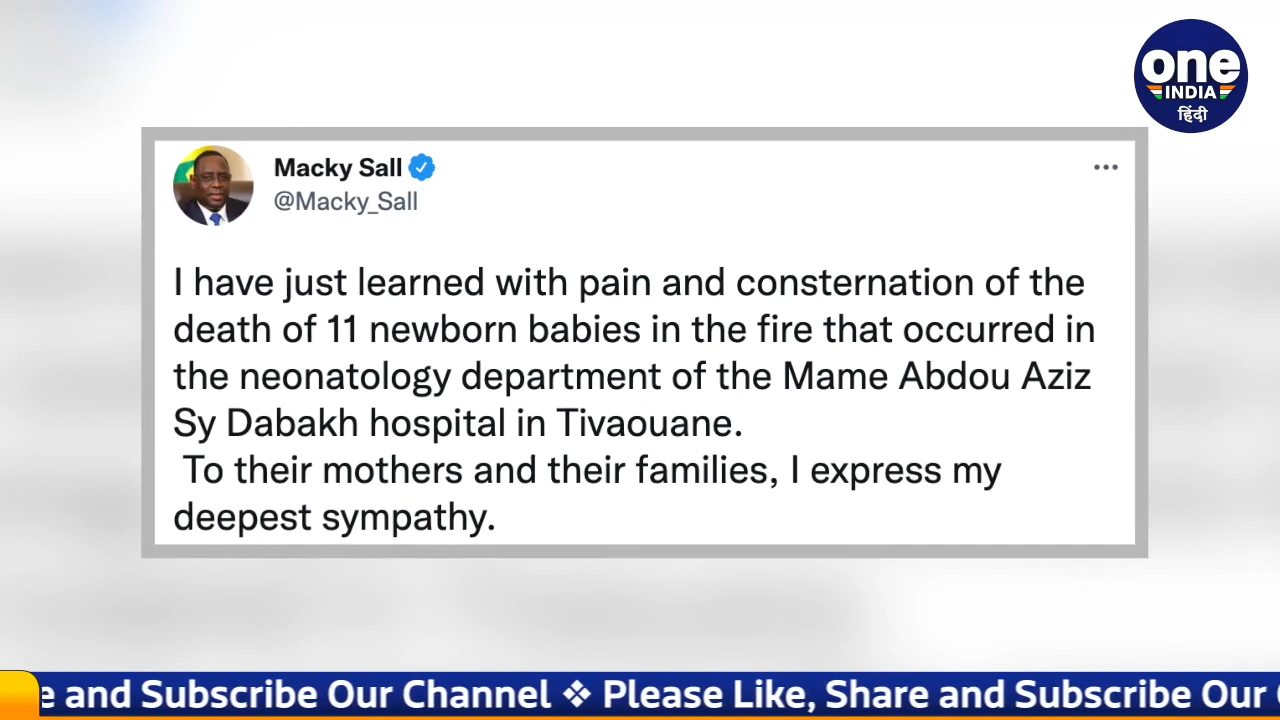 one
INDIA
हिंदी
Macky Sall
@Macky_Sall
I have just learned with pain and consternation of the
death of 11 newborn babies in the fire that occurred in
the neonatology department of the Mame Abdou Aziz
Sy Dabakh hospital in Tivaouane.
To their mothers and their families, I express my
deepest sympathy.
e and Subscribe Our Channel ❖ Please Like, Share and Subscribe Our